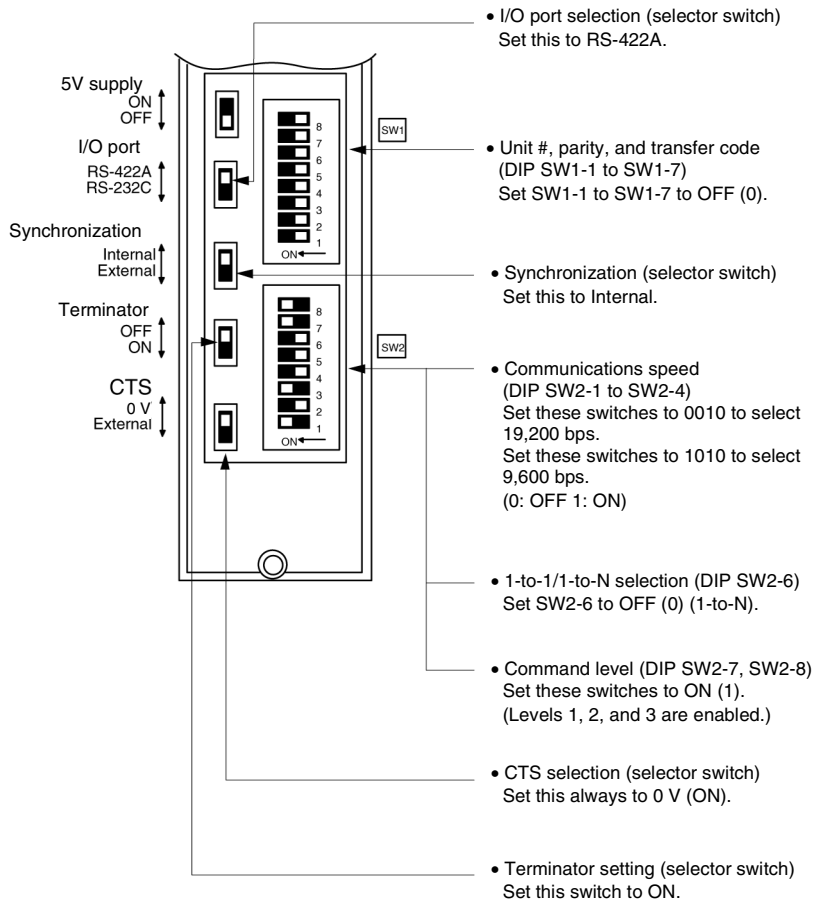 5V supply
ON
OFF
I/O port
RS-422A
RS-232C
Synchronization
Internal
External
Terminator
OFF
ON
CTS
0 V
External
8
7
6
5
4
3
2
1
ON
SW1
8
7
6
5
4
3
2
1
ON
SW2
• I/O port selection (selector switch)
Set this to RS-422A.
• Unit #, parity, and transfer code
(DIP SW1-1 to SW1-7)
Set SW1-1 to SW1-7 to OFF (0).
• Synchronization (selector switch)
Set this to Internal.
• Communications speed
(DIP SW2-1 to SW2-4)
Set these switches to 0010 to select
19,200 bps.
Set these switches to 1010 to select
9,600 bps.
(0: OFF 1: ON)
• 1-to-1/1-to-N selection (DIP SW2-6)
Set SW2-6 to OFF (0) (1-to-N).
• Command level (DIP SW2-7, SW2-8)
Set these switches to ON (1).
(Levels 1, 2, and 3 are enabled.)
• CTS selection (selector switch)
Set this always to 0 V (ON).
• Terminator setting (selector switch)
Set this switch to ON.